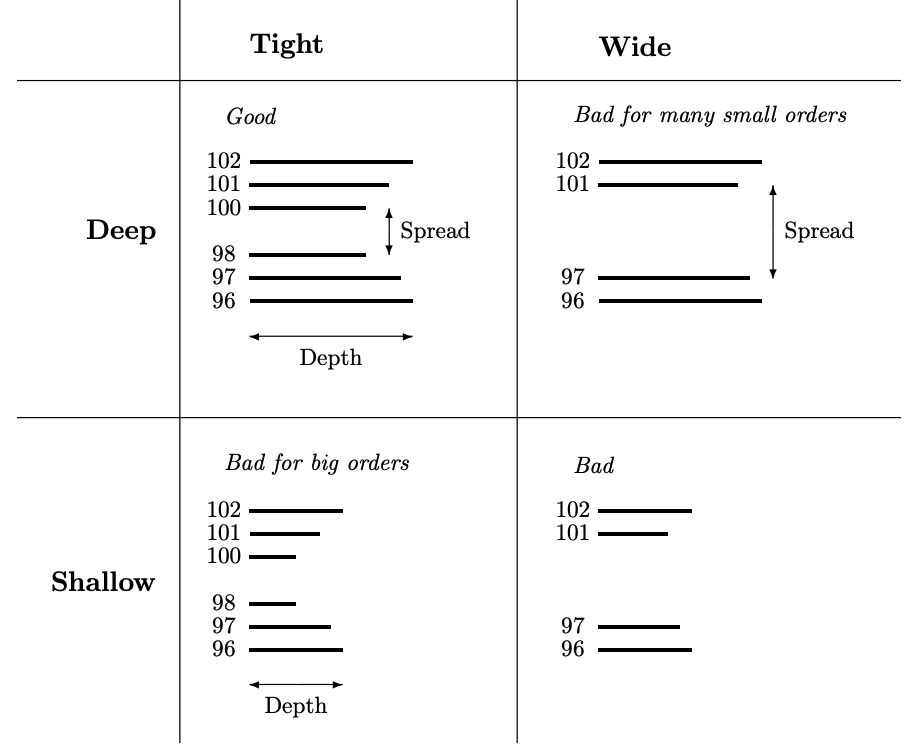 Tight
Wide
Good
Bad for many small orders
102
102
101
101
100
Deep
Spread
Spread
98
97
97
96
96
Depth
Bad for big orders
Bad
102
102
101
101
100
Shallow
98
97
97
96
96
Depth